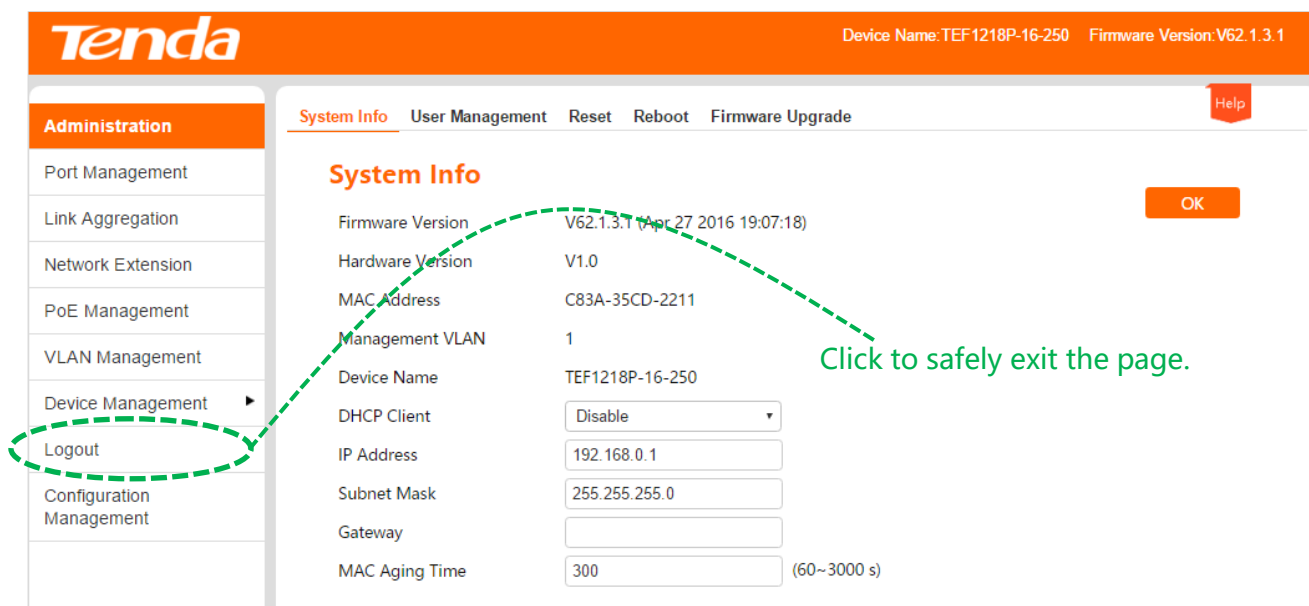 Tenda
Device Name:TEF1218P-16-250 Firmware Version:V62.1.3.1
Help
Administration
Port Management
Link Aggregation
Network Extension
PoE Management
VLAN Management
Device Management
Logout
Configuration
Management
System Info User Management Reset Reboot Firmware Upgrade
System Info
OK
Firmware Version V62.1.3.1 (Apr 27 2016 19:07:18)
Hardware Version V1.0
MAC Address C83A-35CD-2211
Management VLAN 1
Device Name TEF1218P-16-250
DHCP Client Disable
IP Address 192.168.0.1
Subnet Mask 255.255.255.0
Gateway
MAC Aging Time 300 (60~3000 s)
Click to safely exit the page.